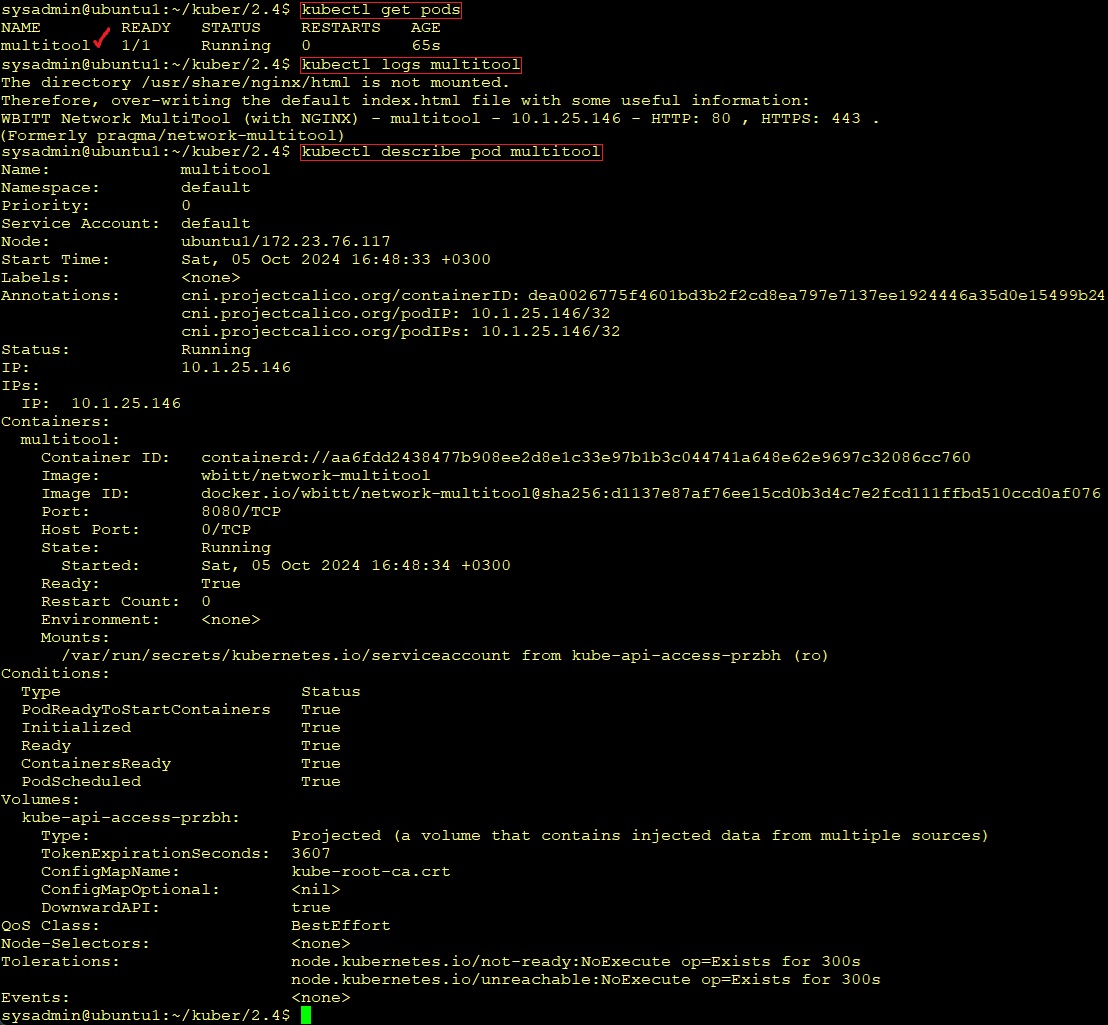 sysadmin@ubuntu1:~/kuber/2.4$ kubectl get pods
NAME        READY   STATUS    RESTARTS   AGE
multitool   1/1     Running   0          65s
sysadmin@ubuntu1:~/kuber/2.4$ kubectl logs multitool
The directory /usr/share/nginx/html is not mounted.
Therefore, over-writing the default index.html file with some useful information:
WBITT Network MultiTool (with NGINX) - multitool - 10.1.25.146 - HTTP: 80 , HTTPS: 443 .
(Formerly praqma/network-multitool)
sysadmin@ubuntu1:~/kuber/2.4$ kubectl describe pod multitool
Name:             multitool
Namespace:        default
Priority:         0
Service Account:  default
Node:             ubuntu1/172.23.76.117
Start Time:       Sat, 05 Oct 2024 16:48:33 +0300
Labels:           <none>
Annotations:      cni.projectcalico.org/containerID: dea0026775f4601bd3b2f2cd8ea797e7137ee1924446a35d0e15499b24
                  cni.projectcalico.org/podIP: 10.1.25.146/32
                  cni.projectcalico.org/podIPs: 10.1.25.146/32
Status:           Running
IP:               10.1.25.146
IPs:
  IP:  10.1.25.146
Containers:
  multitool:
    Container ID:   containerd://aa6fdd2438477b908ee2d8e1c33e97b1b3c044741a648e62e9697c32086cc760
    Image:          wbitt/network-multitool
    Image ID:       docker.io/wbitt/network-multitool@sha256:d1137e87af76ee15cd0b3d4c7e2fcd111ffbd510ccd0af076
    Port:           8080/TCP
    Host Port:      0/TCP
    State:          Running
      Started:      Sat, 05 Oct 2024 16:48:34 +0300
    Ready:          True
    Restart Count:  0
    Environment:    <none>
    Mounts:
      /var/run/secrets/kubernetes.io/serviceaccount from kube-api-access-przbh (ro)
Conditions:
  Type                        Status
  PodReadyToStartContainers   True
  Initialized                 True
  Ready                       True
  ContainersReady             True
  PodScheduled                True
Volumes:
  kube-api-access-przbh:
    Type:                    Projected (a volume that contains injected data from multiple sources)
    TokenExpirationSeconds:  3607
    ConfigMapName:           kube-root-ca.crt
    ConfigMapOptional:       <nil>
    DownwardAPI:             true
QoS Class:                   BestEffort
Node-Selectors:              <none>
Tolerations:                 node.kubernetes.io/not-ready:NoExecute op=Exists for 300s
                             node.kubernetes.io/unreachable:NoExecute op=Exists for 300s
Events:                      <none>
sysadmin@ubuntu1:~/kuber/2.4$